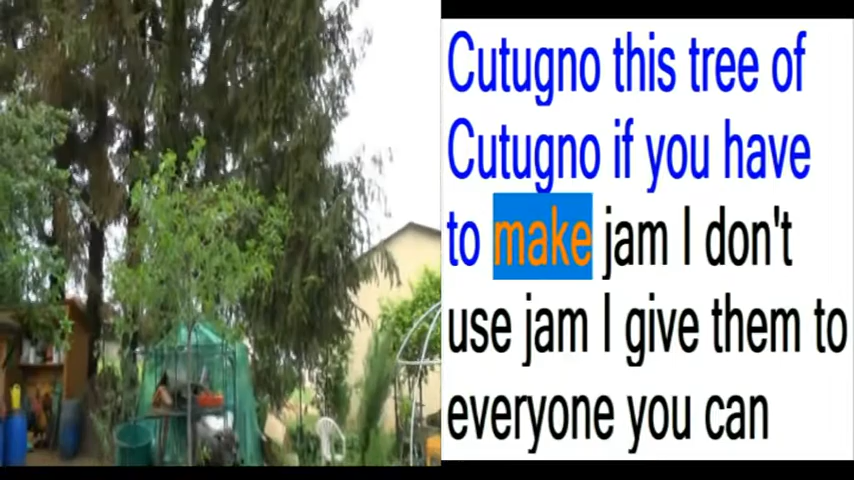 Cutugno this tree of
Cutugno if you have
to make jam I don't
use jam I give them to
everyone you can